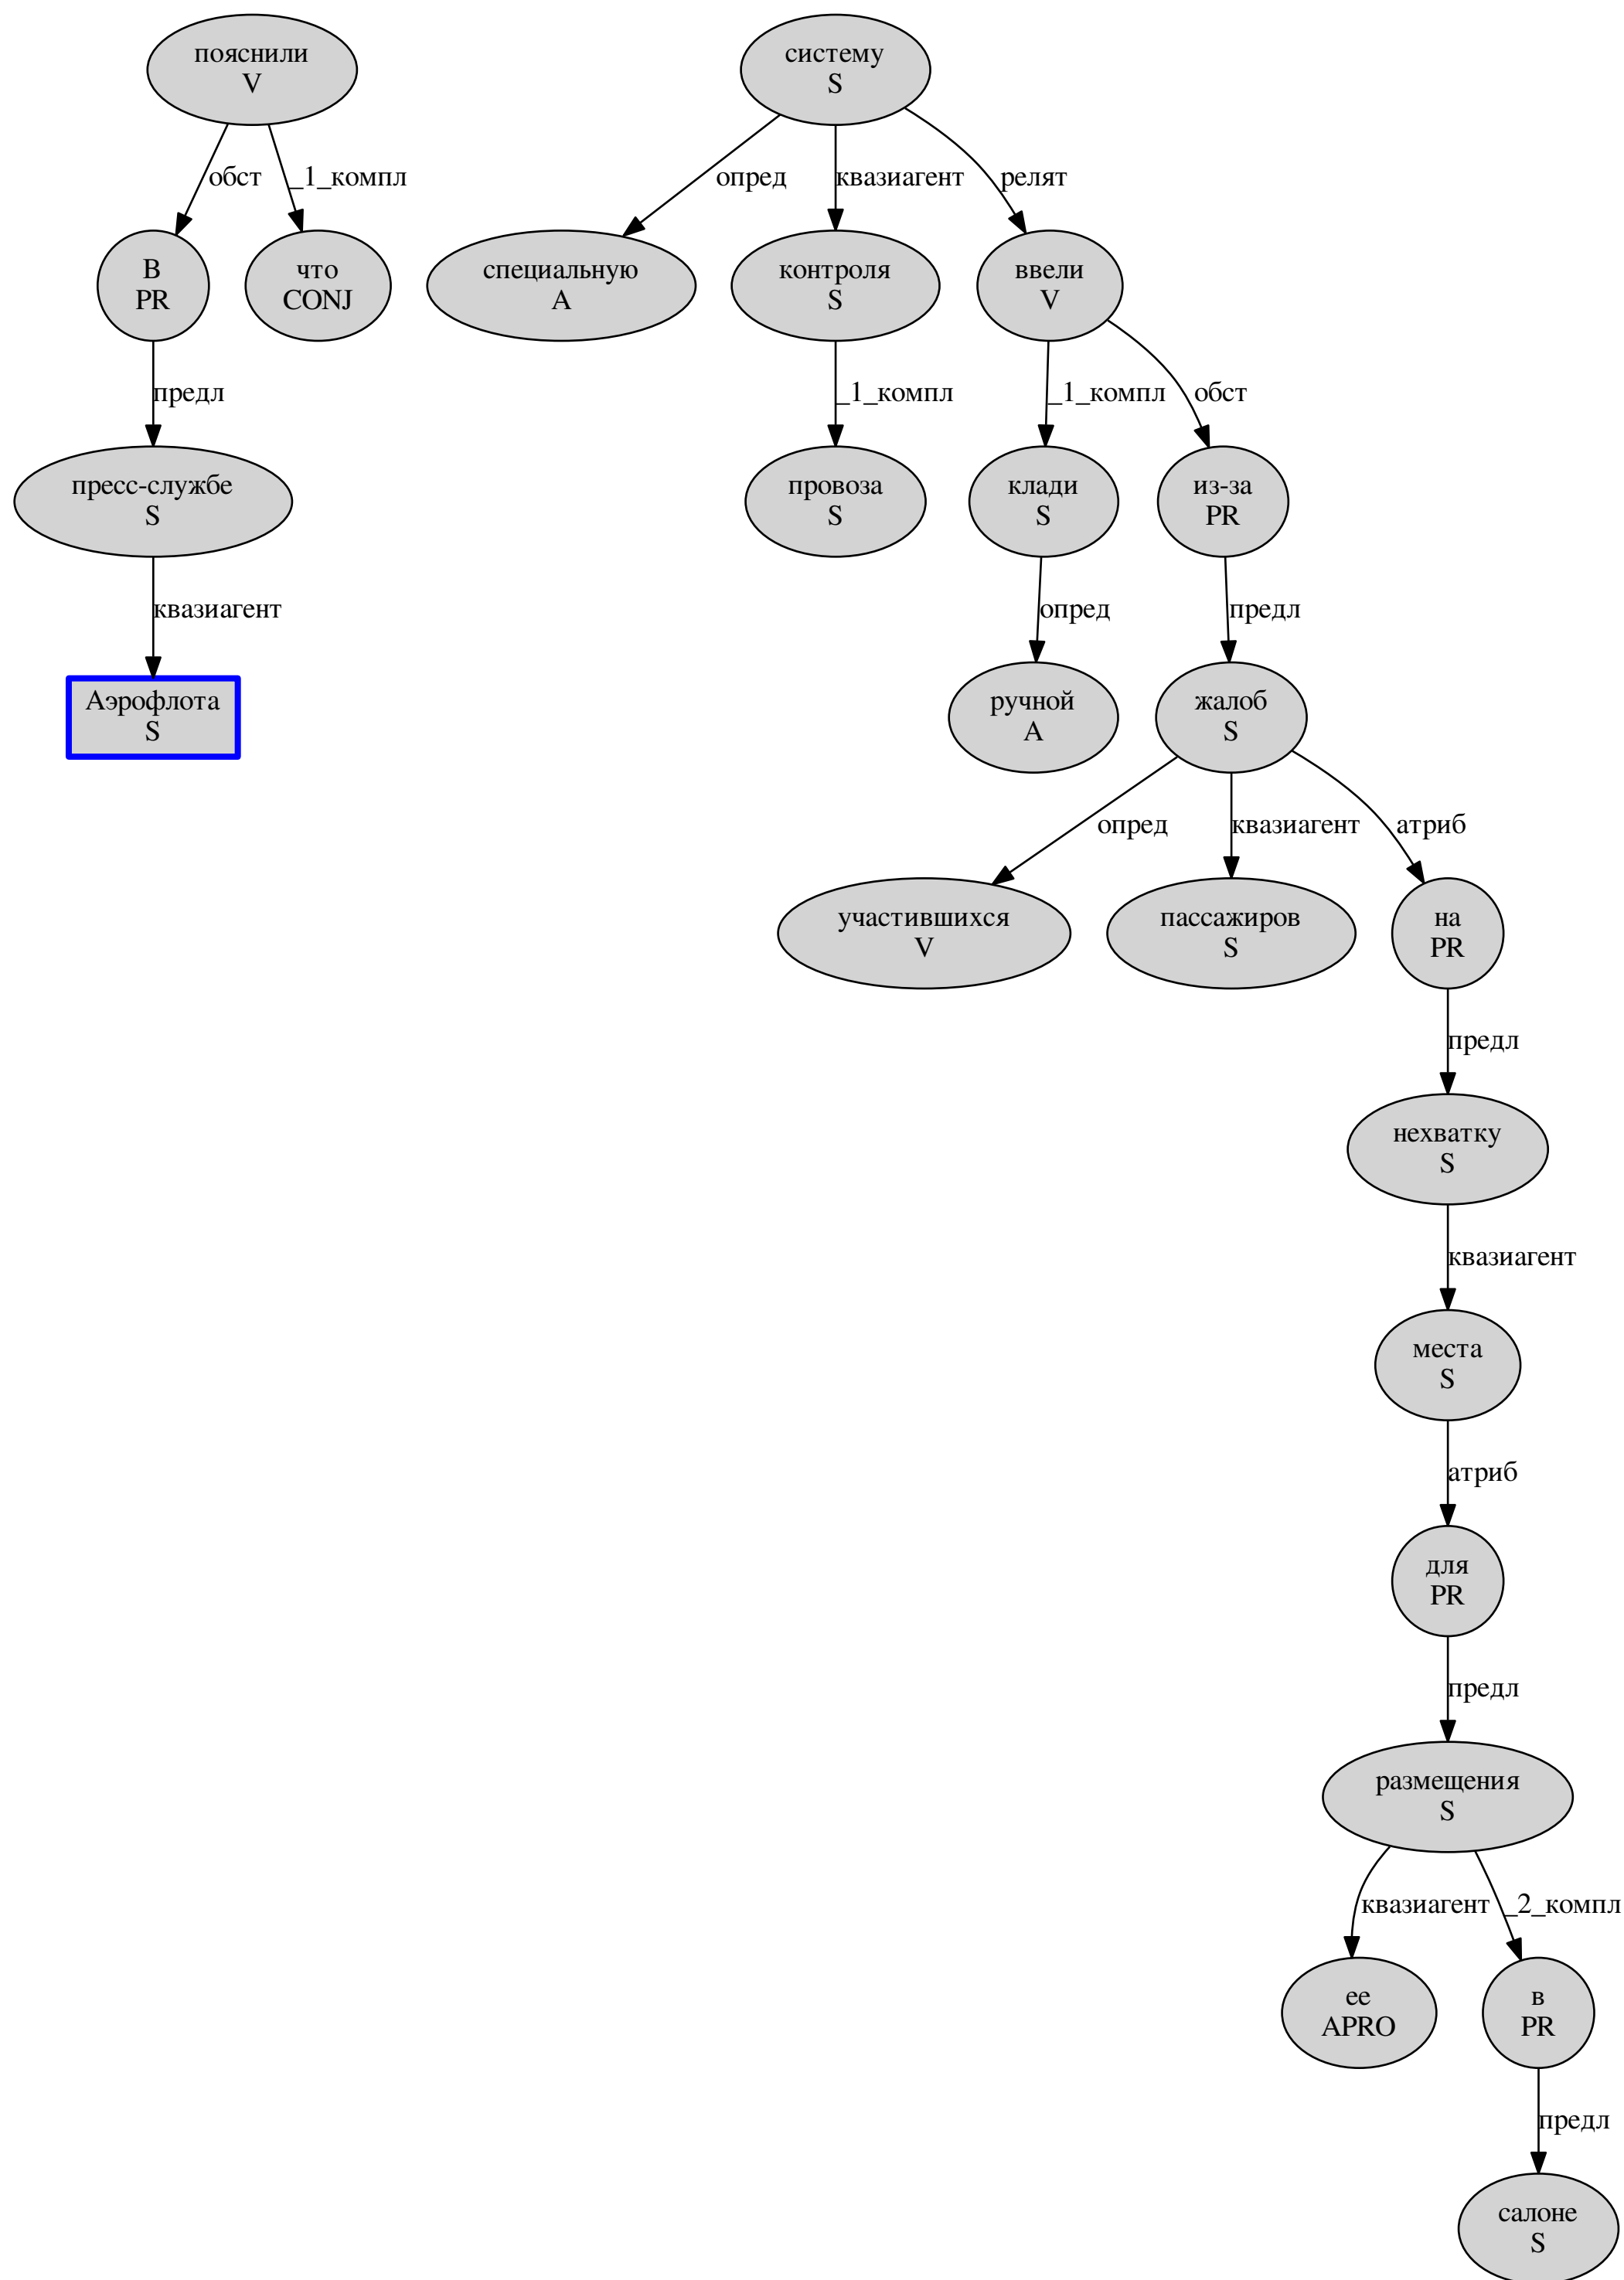 пояснили
V
систему
S
обст
_1_компл
опред
квазиагент
релят
В
PR
что
CONJ
специальную
A
контроля
S
ввели
V
предл
_1_компл
_1_компл
обст
пресс-службе
S
провоза
S
клади
S
из-за
PR
квазиагент
опред
предл
Аэрофлота
S
ручной
A
жалоб
S
опред
квазиагент
атриб
участившихся
V
пассажиров
S
на
PR
предл
нехватку
S
квазиагент
места
S
атриб
для
PR
предл
размещения
S
квазиагент
_2_компл
ее
APRO
в
PR
предл
салоне
S